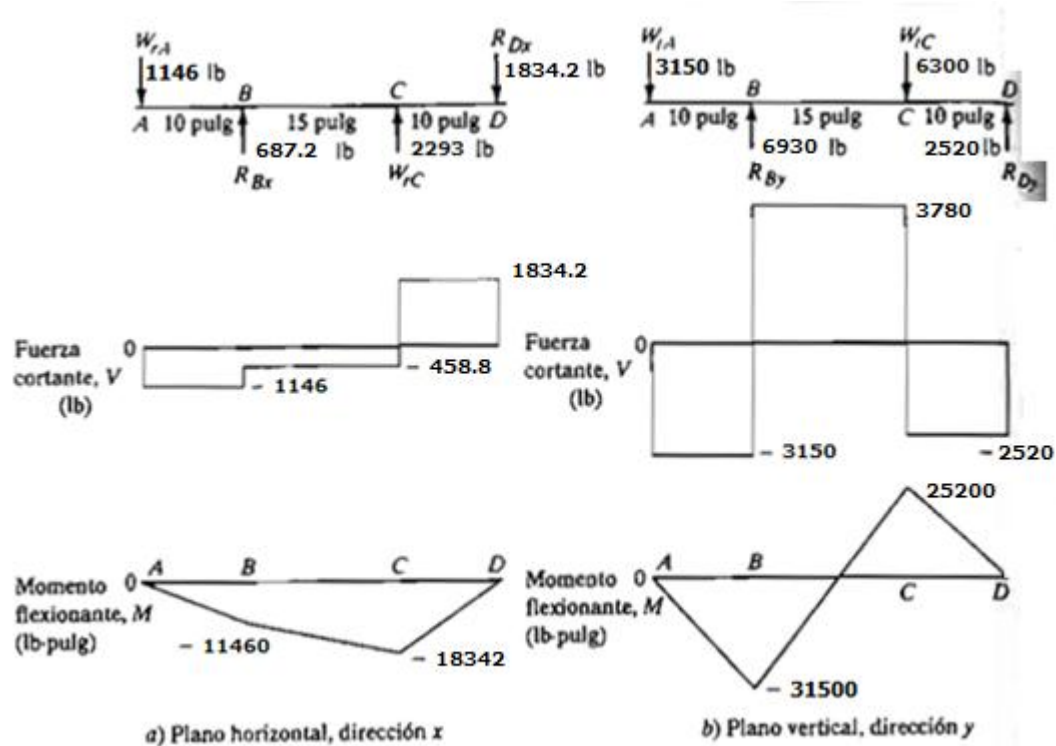 W_rA
1146 lb
R_Dx
1834.2 lb
B
C
A 10 pulg 15 pulg 10 pulg D
687.2 lb
2293 lb
R_Bx
W_rC
1834.2
Fuerza 0
cortante, V
(lb)
- 1146
- 458.8
A B C D
Momento 0
flexionante, M
(lb-pulg)
- 11460
- 18342
a) Plano horizontal, dirección x
W_tA
3150 lb
W_tC
6300 lb
B
D
A 10 pulg 15 pulg C 10 pulg
6930 lb
2520 lb
R_By
R_Dy
3780
Fuerza 0
cortante, V
(lb)
- 3150
- 2520
25200
A B
Momento 0
flexionante, M
(lb-pulg)
C D
- 31500
b) Plano vertical, dirección y